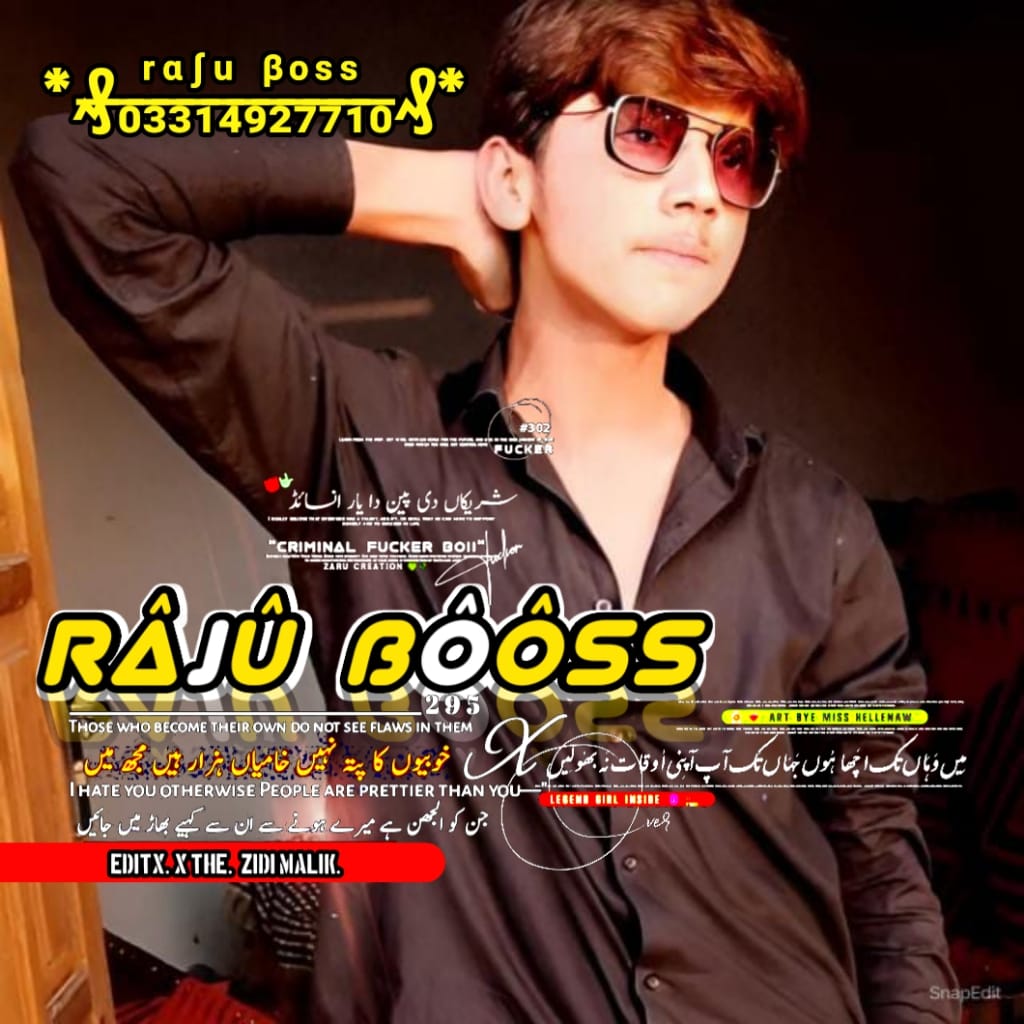 rαʃu βoss
03314927710
#302
FUCKER
شریکاں دی پین دا یار انسائڈ
"CRIMINAL FUCKER BOII"
ZARU CREATION
RÂJÛ BÔÔSS
295
THOSE WHO BECOME THEIR OWN DO NOT SEE FLAWS IN THEM
ART BYE MISS HELLENAW
خوبیوں کا پتہ نہیں خامیاں ہزار ہیں مجھ میں
X
میں وہاں تک اچھا ہوں جہاں تک آپ اپنی اوقات نہ بھولیں
I HATE YOU OTHERWISE PEOPLE ARE PRETTIER THAN YOU
LEGEND GIRL INSIDE
جن کو الجھن ہے میرے ہونے سے ان سے کہیے بھاڑ میں جائیں
EDITX. X THE. ZIDI MALIK.
SnapEdit